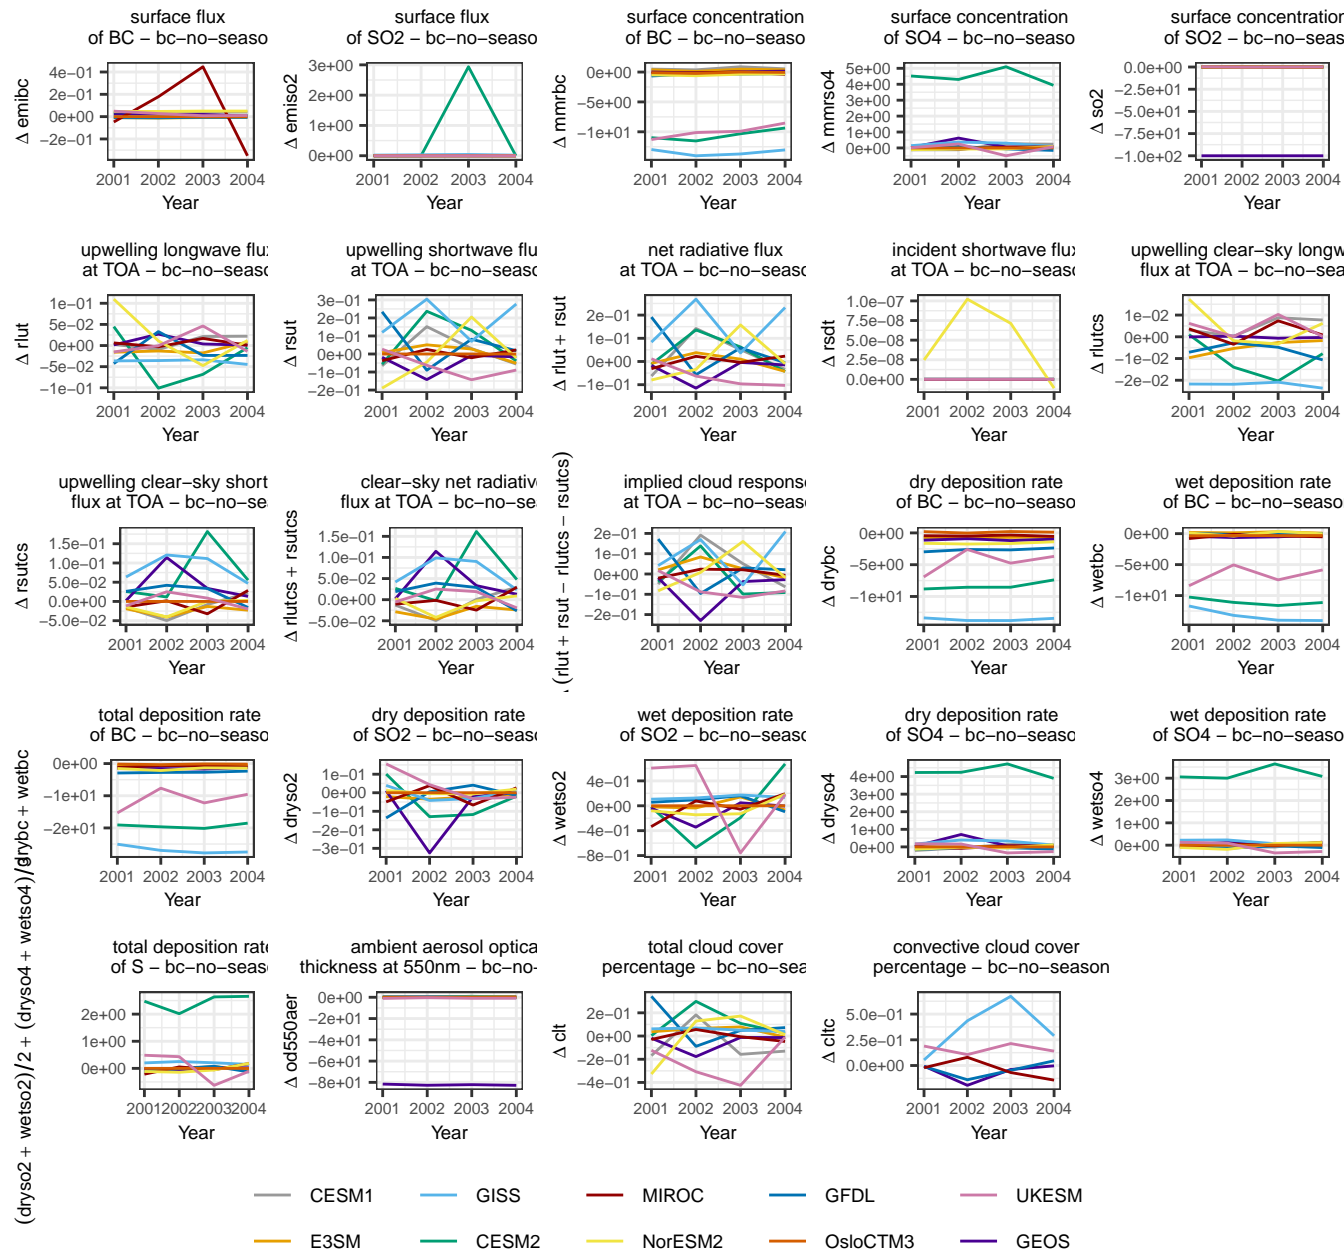 surface flux
of BC − bc−no−seaso
4e−01
2e−01
0e+00
−2e−01
Δ emibc
2001 2002 2003 2004
Year
surface flux
of SO2 − bc−no−seaso
3e+00
2e+00
1e+00
0e+00
Δ emiso2
2001 2002 2003 2004
Year
surface concentration
of BC − bc−no−seaso
0e+00
−5e+00
−1e+01
Δ mmrbc
2001 2002 2003 2004
Year
surface concentration
of SO4 − bc−no−seaso
5e+00
4e+00
3e+00
2e+00
1e+00
0e+00
Δ mmrso4
2001 2002 2003 2004
Year
surface concentration
of SO2 − bc−no−seas
0.0e+00
−2.5e+01
−5.0e+01
−7.5e+01
−1.0e+02
Δ so2
2001 2002 2003 2004
Year
upwelling longwave flux
at TOA − bc−no−seaso
1e−01
5e−02
0e+00
−5e−02
−1e−01
Δ rlut
2001 2002 2003 2004
Year
upwelling shortwave flu
at TOA − bc−no−seaso
3e−01
2e−01
1e−01
0e+00
−1e−01
−2e−01
Δ rsut
2001 2002 2003 2004
Year
net radiative flux
at TOA − bc−no−seaso
2e−01
1e−01
0e+00
−1e−01
Δ rlut + rsut
2001 2002 2003 2004
Year
incident shortwave flux
at TOA − bc−no−seaso
1.0e−07
7.5e−08
5.0e−08
2.5e−08
0.0e+00
Δ rsdt
2001 2002 2003 2004
Year
upwelling clear−sky longw
flux at TOA − bc−no−sea
1e−02
0e+00
−1e−02
−2e−02
Δ rlutcs
2001 2002 2003 2004
Year
upwelling clear−sky short
flux at TOA − bc−no−se
1.5e−01
1.0e−01
5.0e−02
0.0e+00
−5.0e−02
Δ rsutcs
2001 2002 2003 2004
Year
clear−sky net radiative
flux at TOA − bc−no−se
1.5e−01
1.0e−01
5.0e−02
0.0e+00
−5.0e−02
Δ rlutcs + rsutcs
2001 2002 2003 2004
Year
implied cloud response
at TOA − bc−no−seaso
2e−01
1e−01
0e+00
−1e−01
−2e−01
(rlut + rsut − rlutcs − rsutcs)
2001 2002 2003 2004
Year
dry deposition rate
of BC − bc−no−seaso
0e+00
−5e+00
−1e+01
Δ drybc
2001 2002 2003 2004
Year
wet deposition rate
of BC − bc−no−seaso
0e+00
−5e+00
−1e+01
Δ wetbc
2001 2002 2003 2004
Year
total deposition rate
of BC − bc−no−seaso
0e+00
−1e+01
−2e+01
drybc + wetbc
2001 2002 2003 2004
Year
dry deposition rate
of SO2 − bc−no−seaso
1e−01
0e+00
−1e−01
−2e−01
−3e−01
Δ dryso2
2001 2002 2003 2004
Year
wet deposition rate
of SO2 − bc−no−seaso
4e−01
0e+00
−4e−01
−8e−01
Δ wetso2
2001 2002 2003 2004
Year
dry deposition rate
of SO4 − bc−no−seaso
4e+00
3e+00
2e+00
1e+00
0e+00
Δ dryso4
2001 2002 2003 2004
Year
wet deposition rate
of SO4 − bc−no−seaso
3e+00
2e+00
1e+00
0e+00
Δ wetso4
2001 2002 2003 2004
Year
total deposition rate
of S − bc−no−seaso
2e+00
1e+00
0e+00
(dryso2 + wetso2)/2 + (dryso4 + wetso4)/3
2001 2002 2003 2004
Year
ambient aerosol optica
thickness at 550nm − bc−no−
0e+00
−2e+01
−4e+01
−6e+01
−8e+01
Δ od550aer
2001 2002 2003 2004
Year
total cloud cover
percentage − bc−no−sea
2e−01
0e+00
−2e−01
−4e−01
Δ clt
2001 2002 2003 2004
Year
convective cloud cover
percentage − bc−no−season
5.0e−01
0.0e+00
Δ cltc
2001 2002 2003 2004
Year
CESM1 GISS MIROC GFDL UKESM
E3SM CESM2 NorESM2 OsloCTM3 GEOS